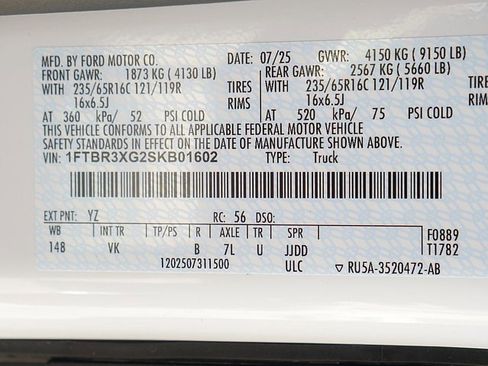 MFD. BY FORD MOTOR CO. DATE: 07/25 GVWR: 4150 KG ( 9150 LB)
FRONT GAWR: 1873 KG ( 4130 LB) REAR GAWR: 2567 KG ( 5660 LB)
WITH 235/65R16C 121/119R TIRES WITH 235/65R16C 121/119R TIRES
16x6.5J RIMS 16x6.5J RIMS
AT 360 kPa/ 52 PSI COLD AT 520 kPa/ 75 PSI COLD
THIS VEHICLE CONFORMS TO ALL APPLICABLE FEDERAL MOTOR VEHICLE
SAFETY STANDARDS IN EFFECT ON THE DATE OF MANUFACTURE SHOWN ABOVE.
VIN: 1FTBR3XG2SKB01602 TYPE: Truck
EXT PNT: YZ RC: 56 DSO:
WB INT TR TP/PS R AXLE TR SPR F0889
148 VK B 7L U JJDD T1782
1202507311500 ULC ▽ RU5A-3520472-AB